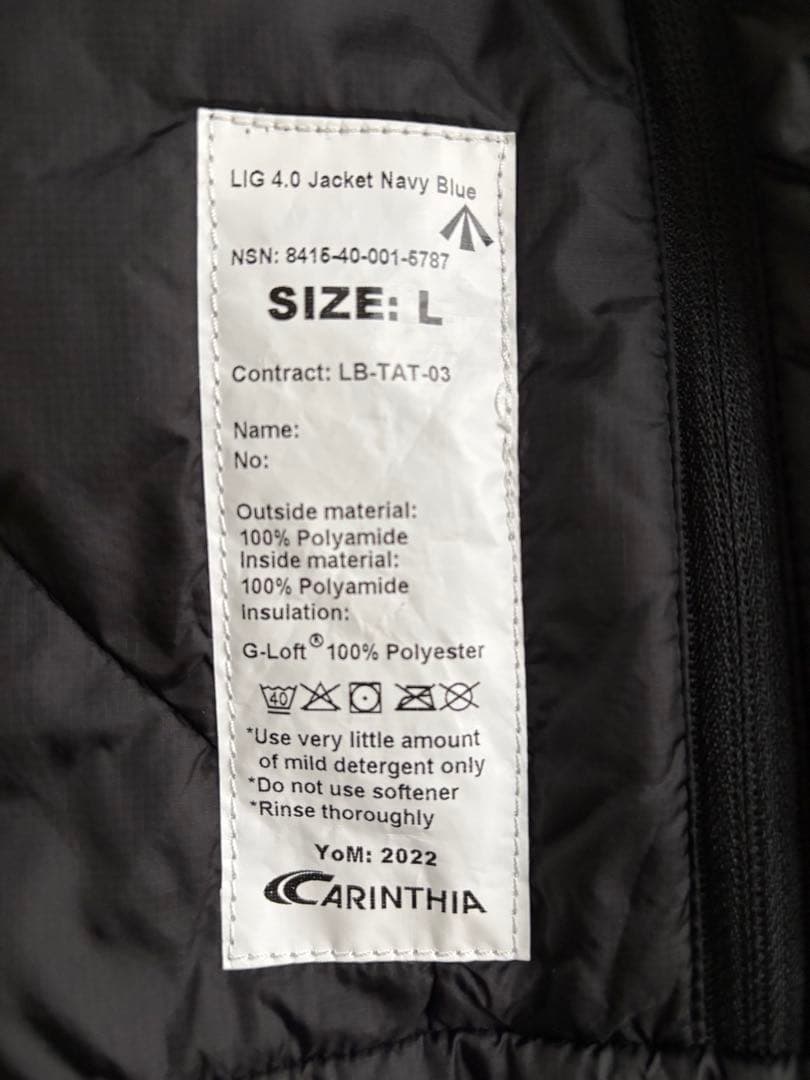 LIG 4.0 Jacket Navy Blue
NSN: 8415-40-001-5787
SIZE: L
Contract: LB-TAT-03
Name:
No:
Outside material:
100% Polyamide
Inside material:
100% Polyamide
Insulation:
G-Loft® 100% Polyester
40
*Use very little amount
of mild detergent only
*Do not use softener
*Rinse thoroughly
YoM: 2022
CARINTHIA